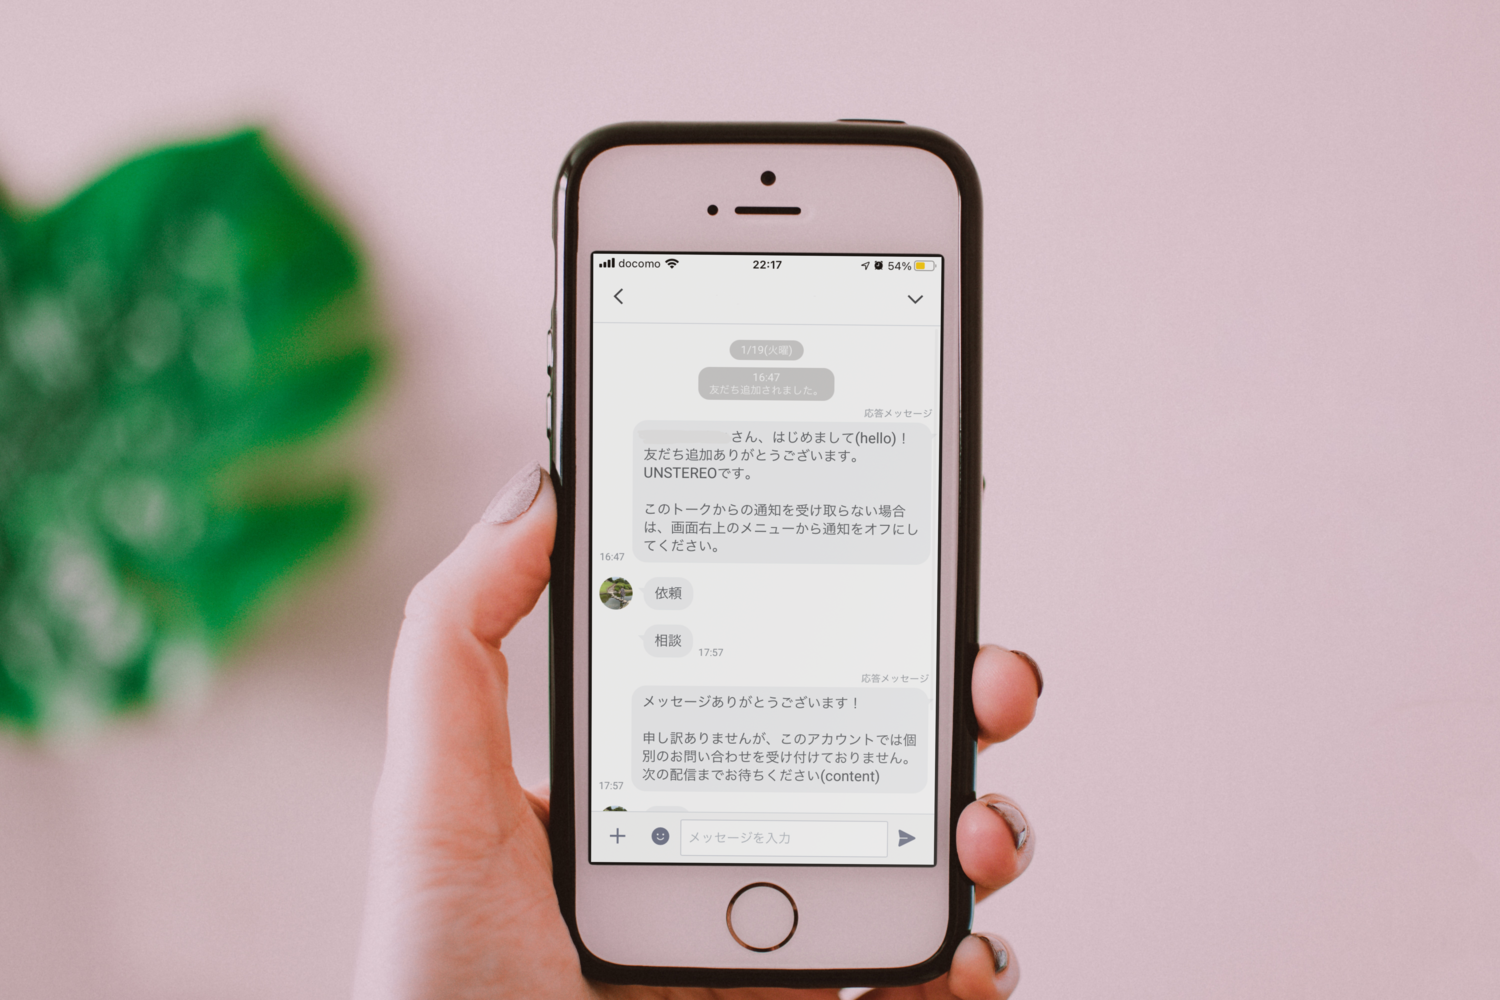 docomo 22:17 54%
1/19(火曜)
16:47
友だち追加されました。
応答メッセージ
さん、はじめまして(hello)！
友だち追加ありがとうございます。
UNSTEREOです。
このトークからの通知を受け取らない場合
は、画面右上のメニューから通知をオフにし
てください。
16:47
依頼
相談
17:57
応答メッセージ
メッセージありがとうございます！
申し訳ありませんが、このアカウントでは個
別のお問い合わせを受け付けておりません。
次の配信までお待ちください(content)
17:57
メッセージを入力